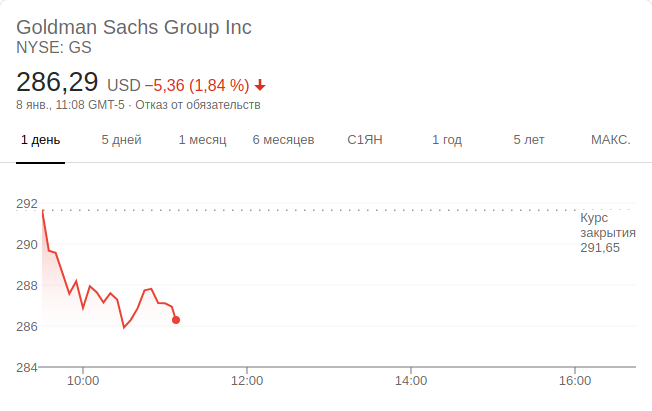 Goldman Sachs Group Inc
NYSE: GS
286,29 USD −5,36 (1,84 %)
8 янв., 11:08 GMT-5 · Отказ от обязательств
1 день 5 дней 1 месяц 6 месяцев С1ЯН 1 год 5 лет МАКС.
292
Курс
закрытия
291,65
290
288
286
284
10:00 12:00 14:00 16:00